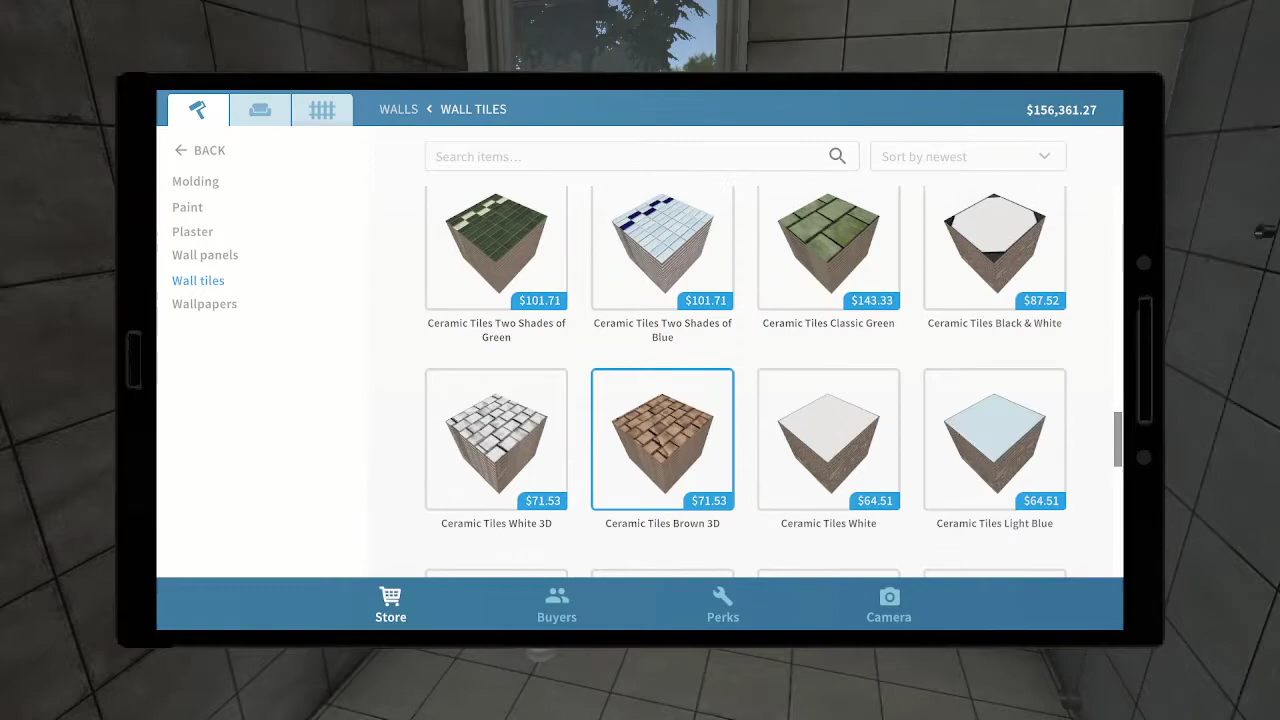 WALLS < WALL TILES
$156,361.27
BACK
Search items...
Sort by newest
Molding
Paint
Plaster
Wall panels
Wall tiles
Wallpapers
$101.71
$101.71
$143.33
$87.52
Ceramic Tiles Two Shades of
Green
Ceramic Tiles Two Shades of
Blue
Ceramic Tiles Classic Green
Ceramic Tiles Black & White
$71.53
$71.53
$64.51
$64.51
Ceramic Tiles White 3D
Ceramic Tiles Brown 3D
Ceramic Tiles White
Ceramic Tiles Light Blue
Store
Buyers
Perks
Camera